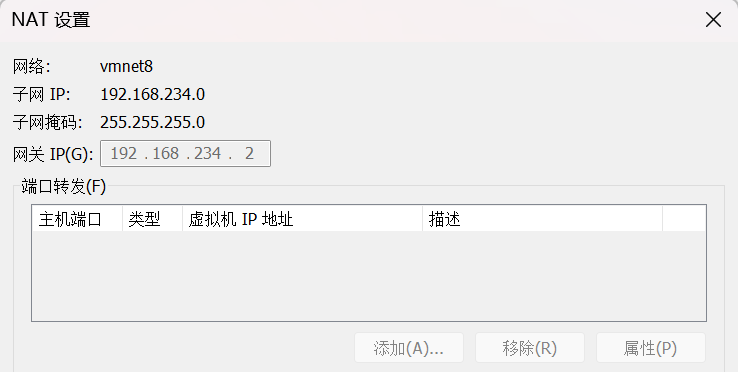 NAT 设置
网络: vmnet8
子网 IP: 192.168.234.0
子网掩码: 255.255.255.0
网关 IP(G): 192 . 168 . 234 . 2
端口转发(F)
主机端口 类型 虚拟机 IP 地址 描述
添加(A)... 移除(R) 属性(P)